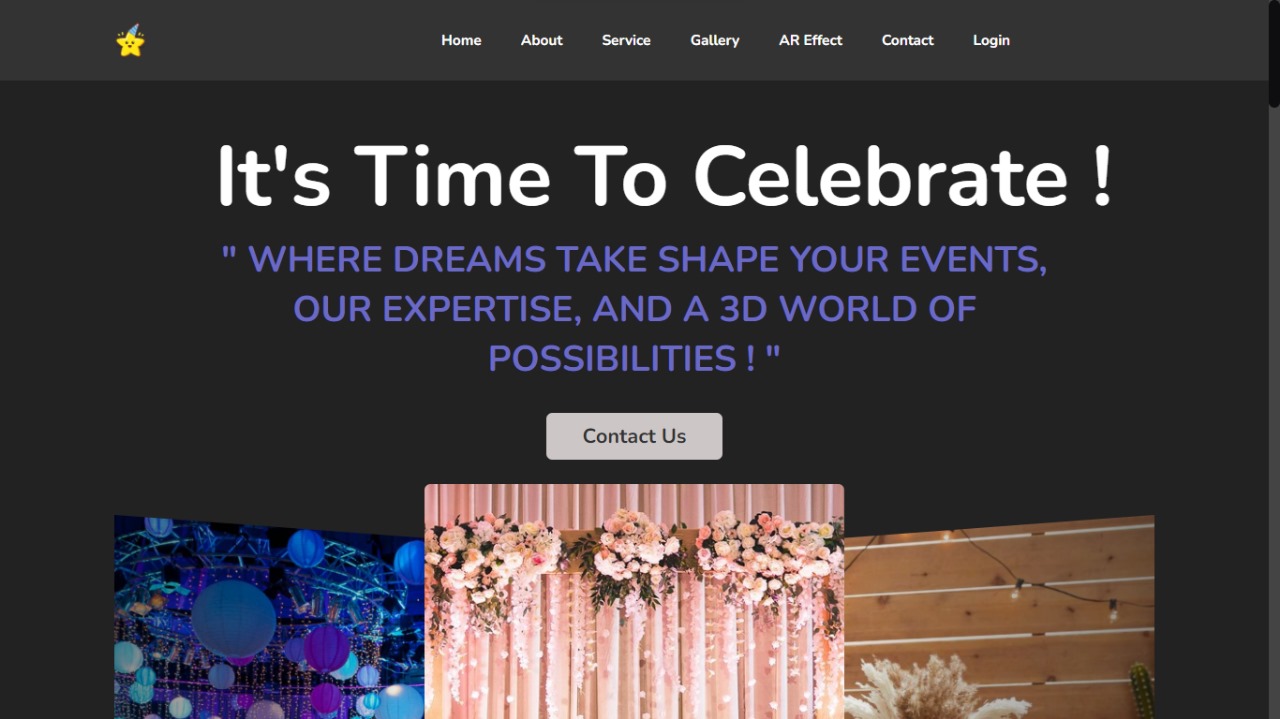 Home About Service Gallery AR Effect Contact Login
It's Time To Celebrate !
" WHERE DREAMS TAKE SHAPE YOUR EVENTS,
OUR EXPERTISE, AND A 3D WORLD OF
POSSIBILITIES ! "
Contact Us